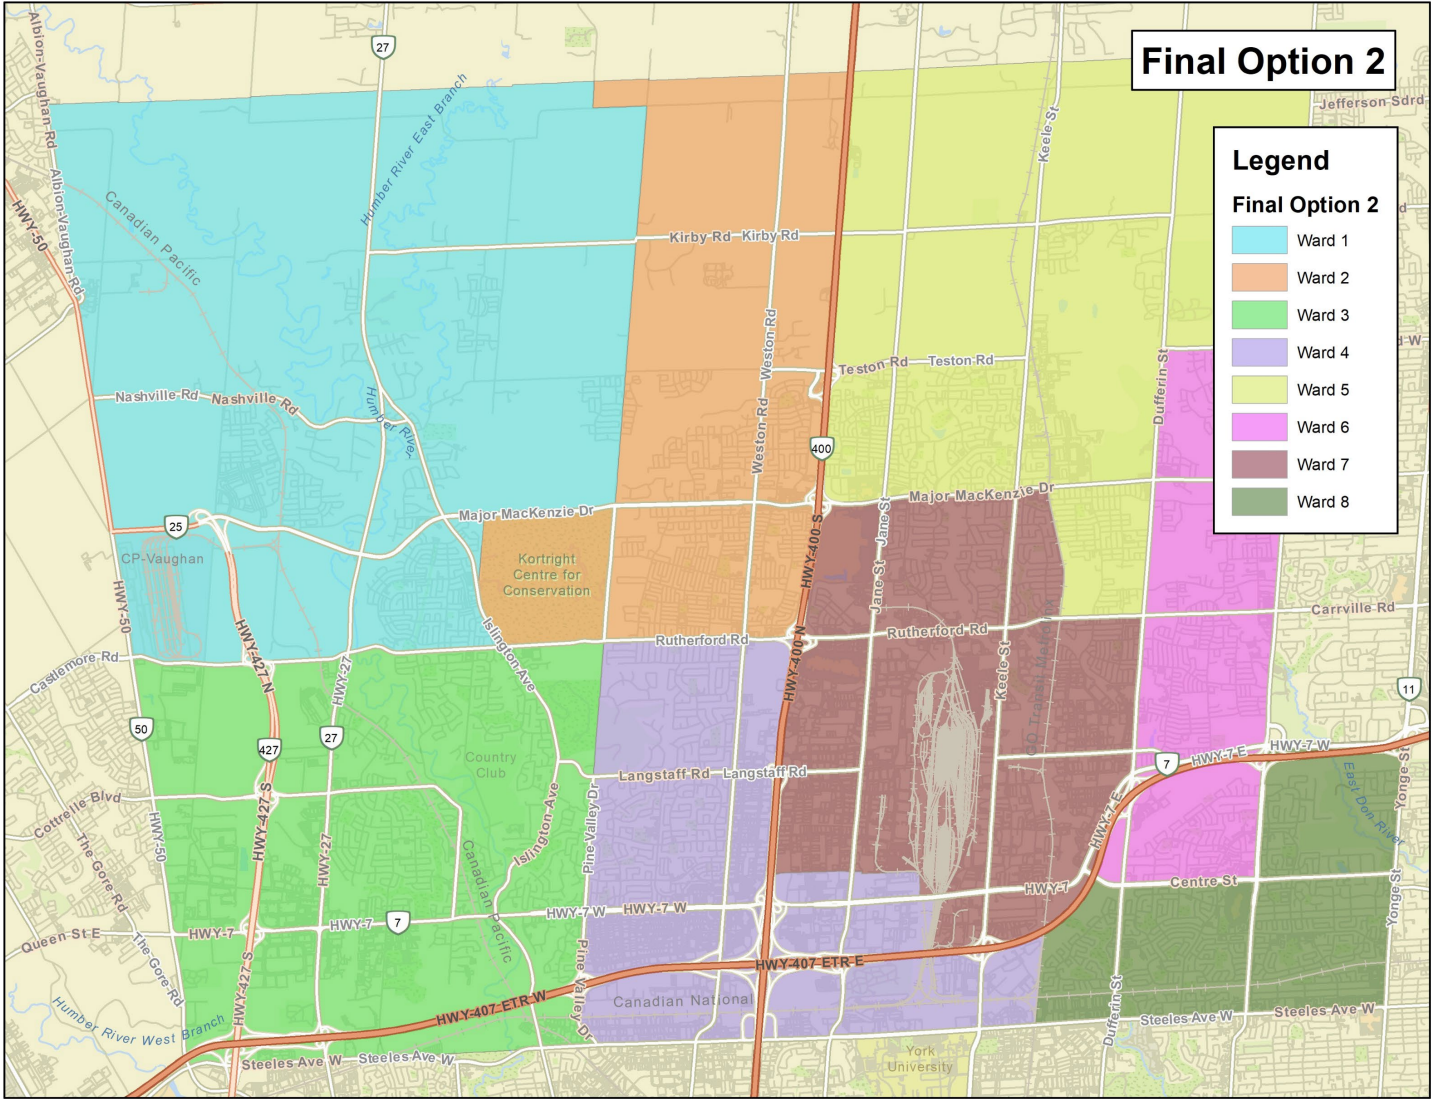 Final Option 2
Legend
Final Option 2
Ward 1
Ward 2
Ward 3
Ward 4
Ward 5
Ward 6
Ward 7
Ward 8
27
Albion-Vaughan Rd
Albion-Vaughan Rd
Humber River East Branch
Canadian Pacific
HWY-50
Keele St
Jefferson Sdrd
Kirby Rd
Kirby Rd
Weston Rd
Teston Rd
Teston Rd
d W
Dufferin St
Nashville Rd
Nashville Rd
Humber River
Weston Rd
400
Major MacKenzie Dr
Major MacKenzie Dr
25
CP-Vaughan
Kortright
Centre for
Conservation
HWY-400 S
Jane St
Jane St
HWY-50
Islington Ave
HWY-427 N
HWY-27
Castlemore Rd
Rutherford Rd
Rutherford Rd
Carrville Rd
HWY-400 N
Keele St
11
50
427
27
Country
Club
7
HWY-7 E
HWY-7 W
Langstaff Rd
Langstaff Rd
Cottrelle Blvd
HWY-50
HWY-427 S
HWY-27
Islington Ave
Pine Valley Dr
HWY-7 E
East Don River
Yonge St
The Gore Rd
Canadian Pacific
HWY-7
Centre St
Yonge St
Queen St E
HWY-7
HWY-7
7
HWY-7 W
HWY-7 W
The Gore Rd
HWY-427 S
Pine Valley Dr
HWY-407 ETR W
HWY-407 ETR E
Canadian National
Dufferin St
Steeles Ave W
Steeles Ave W
Humber River West Branch
Steeles Ave W
Steeles Ave W
York
University